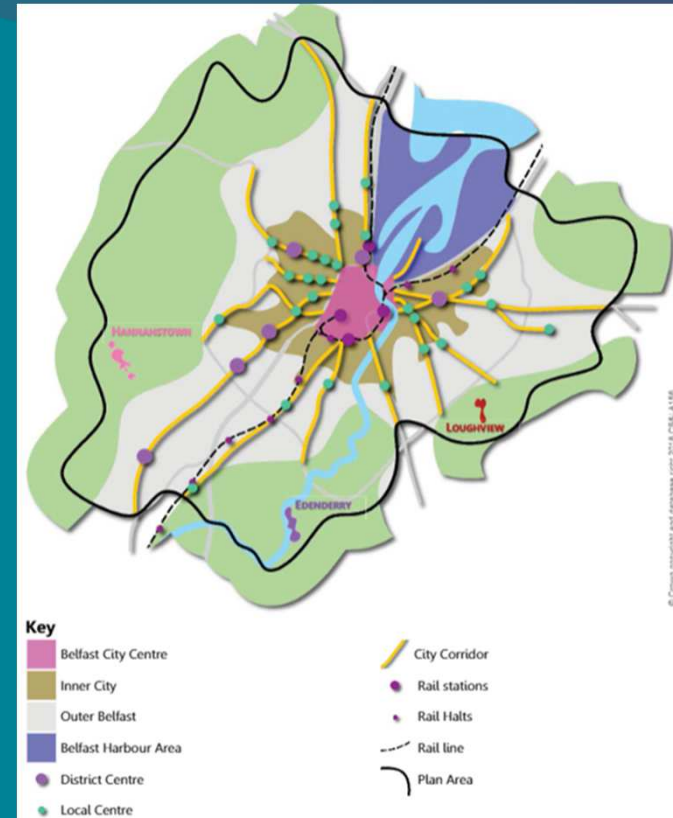 HANNAHSTOWN
LOUGHVIEW
EDENDERRY
Key
Belfast City Centre
Inner City
Outer Belfast
Belfast Harbour Area
District Centre
Local Centre
City Corridor
Rail stations
Rail Halts
Rail line
Plan Area